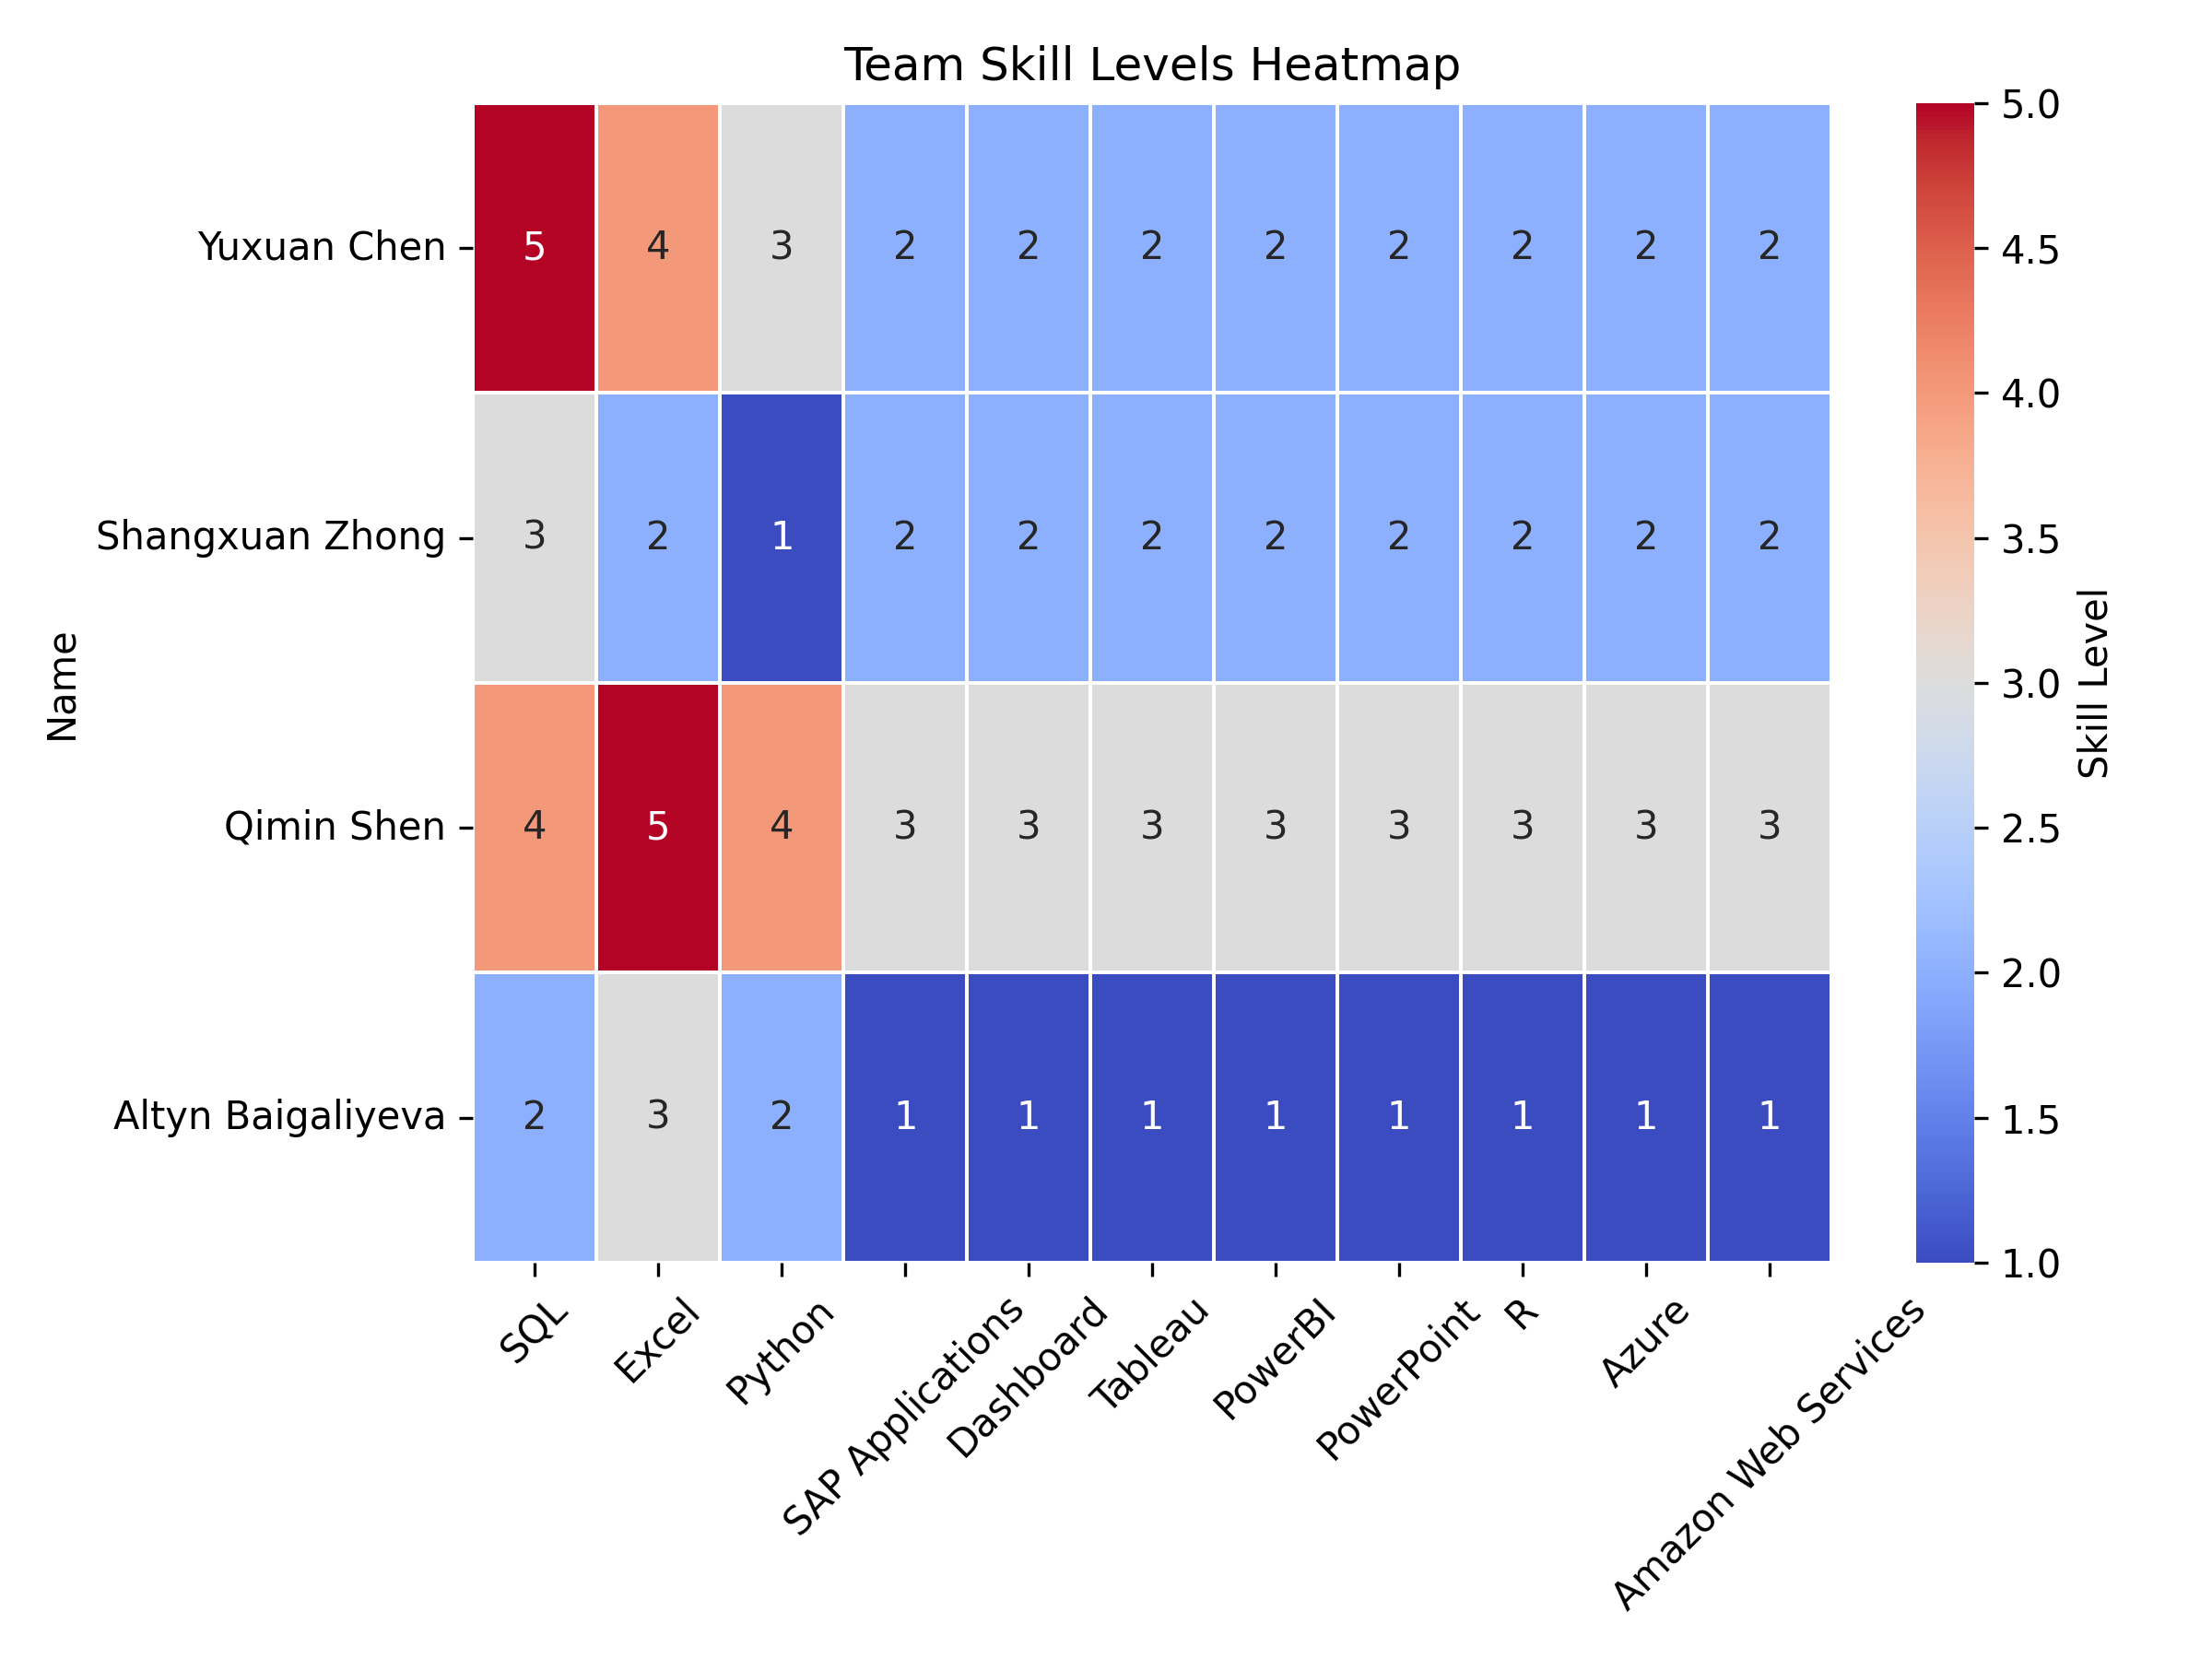 Team Skill Levels Heatmap
Name
Yuxuan Chen 5 4 3 2 2 2 2 2 2 2 2
Shangxuan Zhong 3 2 1 2 2 2 2 2 2 2 2
Qimin Shen 4 5 4 3 3 3 3 3 3 3 3
Altyn Baigaliyeva 2 3 2 1 1 1 1 1 1 1 1
SQL
Excel
Python
SAP Applications
Dashboard
Tableau
PowerBI
PowerPoint
R
Azure
Amazon Web Services
5.0
4.5
4.0
3.5
3.0
2.5
2.0
1.5
1.0
Skill Level